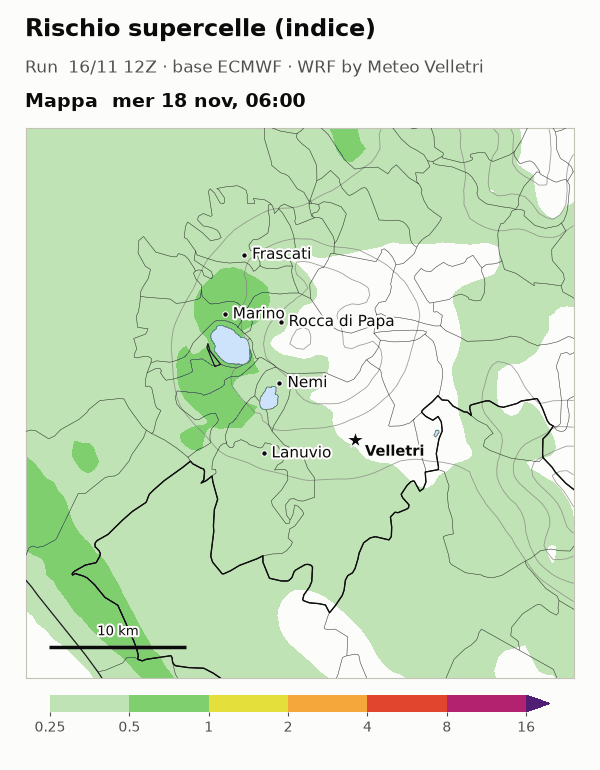 Rischio supercelle (indice)
Run  16/11 12Z · base ECMWF · WRF by Meteo Velletri
Mappa  mer 18 nov, 06:00
Frascati
Marino
Rocca di Papa
Nemi
Velletri
Lanuvio
10 km
0.25 0.5 1 2 4 8 16